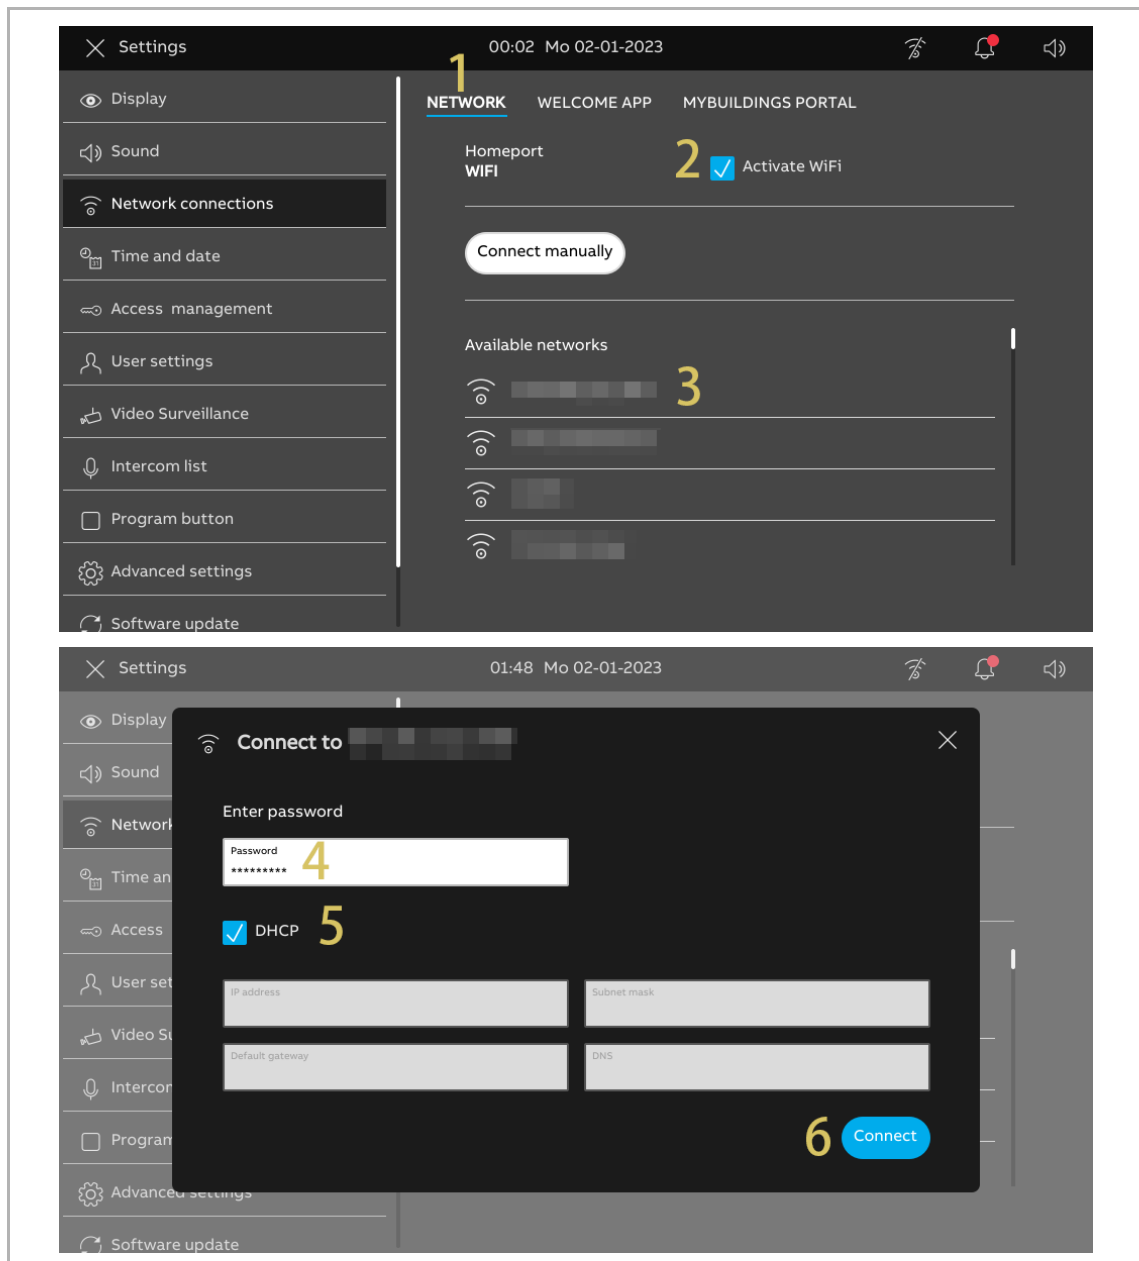 Settings
00:02 Mo 02-01-2023
1
Display
NETWORK WELCOME APP MYBUILDINGS PORTAL
Sound
Homeport
WIFI
2
Activate WiFi
Network connections
Time and date
Connect manually
Access management
Available networks
User settings
3
Video Surveillance
Intercom list
Program button
Advanced settings
Software update
Settings
01:48 Mo 02-01-2023
Display
Connect to
Sound
Enter password
Network
Password
*********
4
Time an
DHCP
5
Access
User set
IP address
Subnet mask
Video Su
Default gateway
DNS
Intercor
Program
6
Connect
Advanced settings
Software update